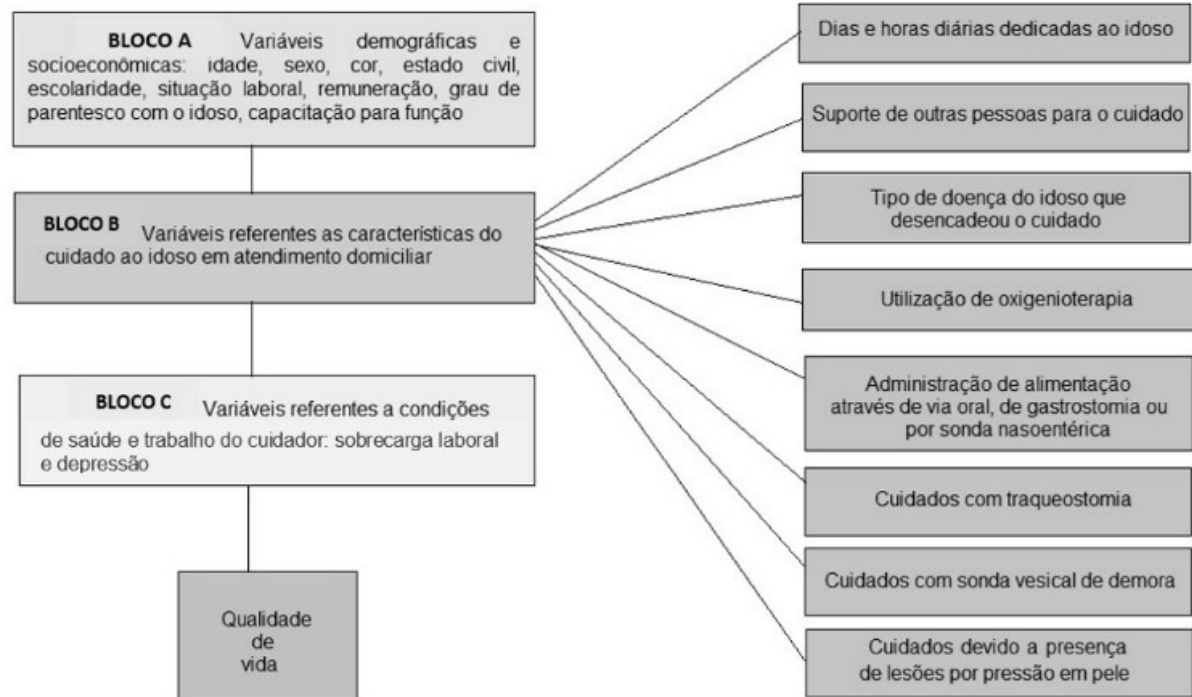 BLOCO A Variáveis demográficas e
socioeconômicas: idade, sexo, cor, estado civil,
escolaridade, situação laboral, remuneração, grau de
parentesco com o idoso, capacitação para função
BLOCO B Variáveis referentes as características do
cuidado ao idoso em atendimento domiciliar
BLOCO C Variáveis referentes a condições
de saúde e trabalho do cuidador: sobrecarga laboral
e depressão
Qualidade
de
vida
Dias e horas diárias dedicadas ao idoso
Suporte de outras pessoas para o cuidado
Tipo de doença do idoso que
desencadeou o cuidado
Utilização de oxigenioterapia
Administração de alimentação
através de via oral, de gastrostomia ou
por sonda nasoentérica
Cuidados com traqueostomia
Cuidados com sonda vesical de demora
Cuidados devido a presença
de lesões por pressão em pele